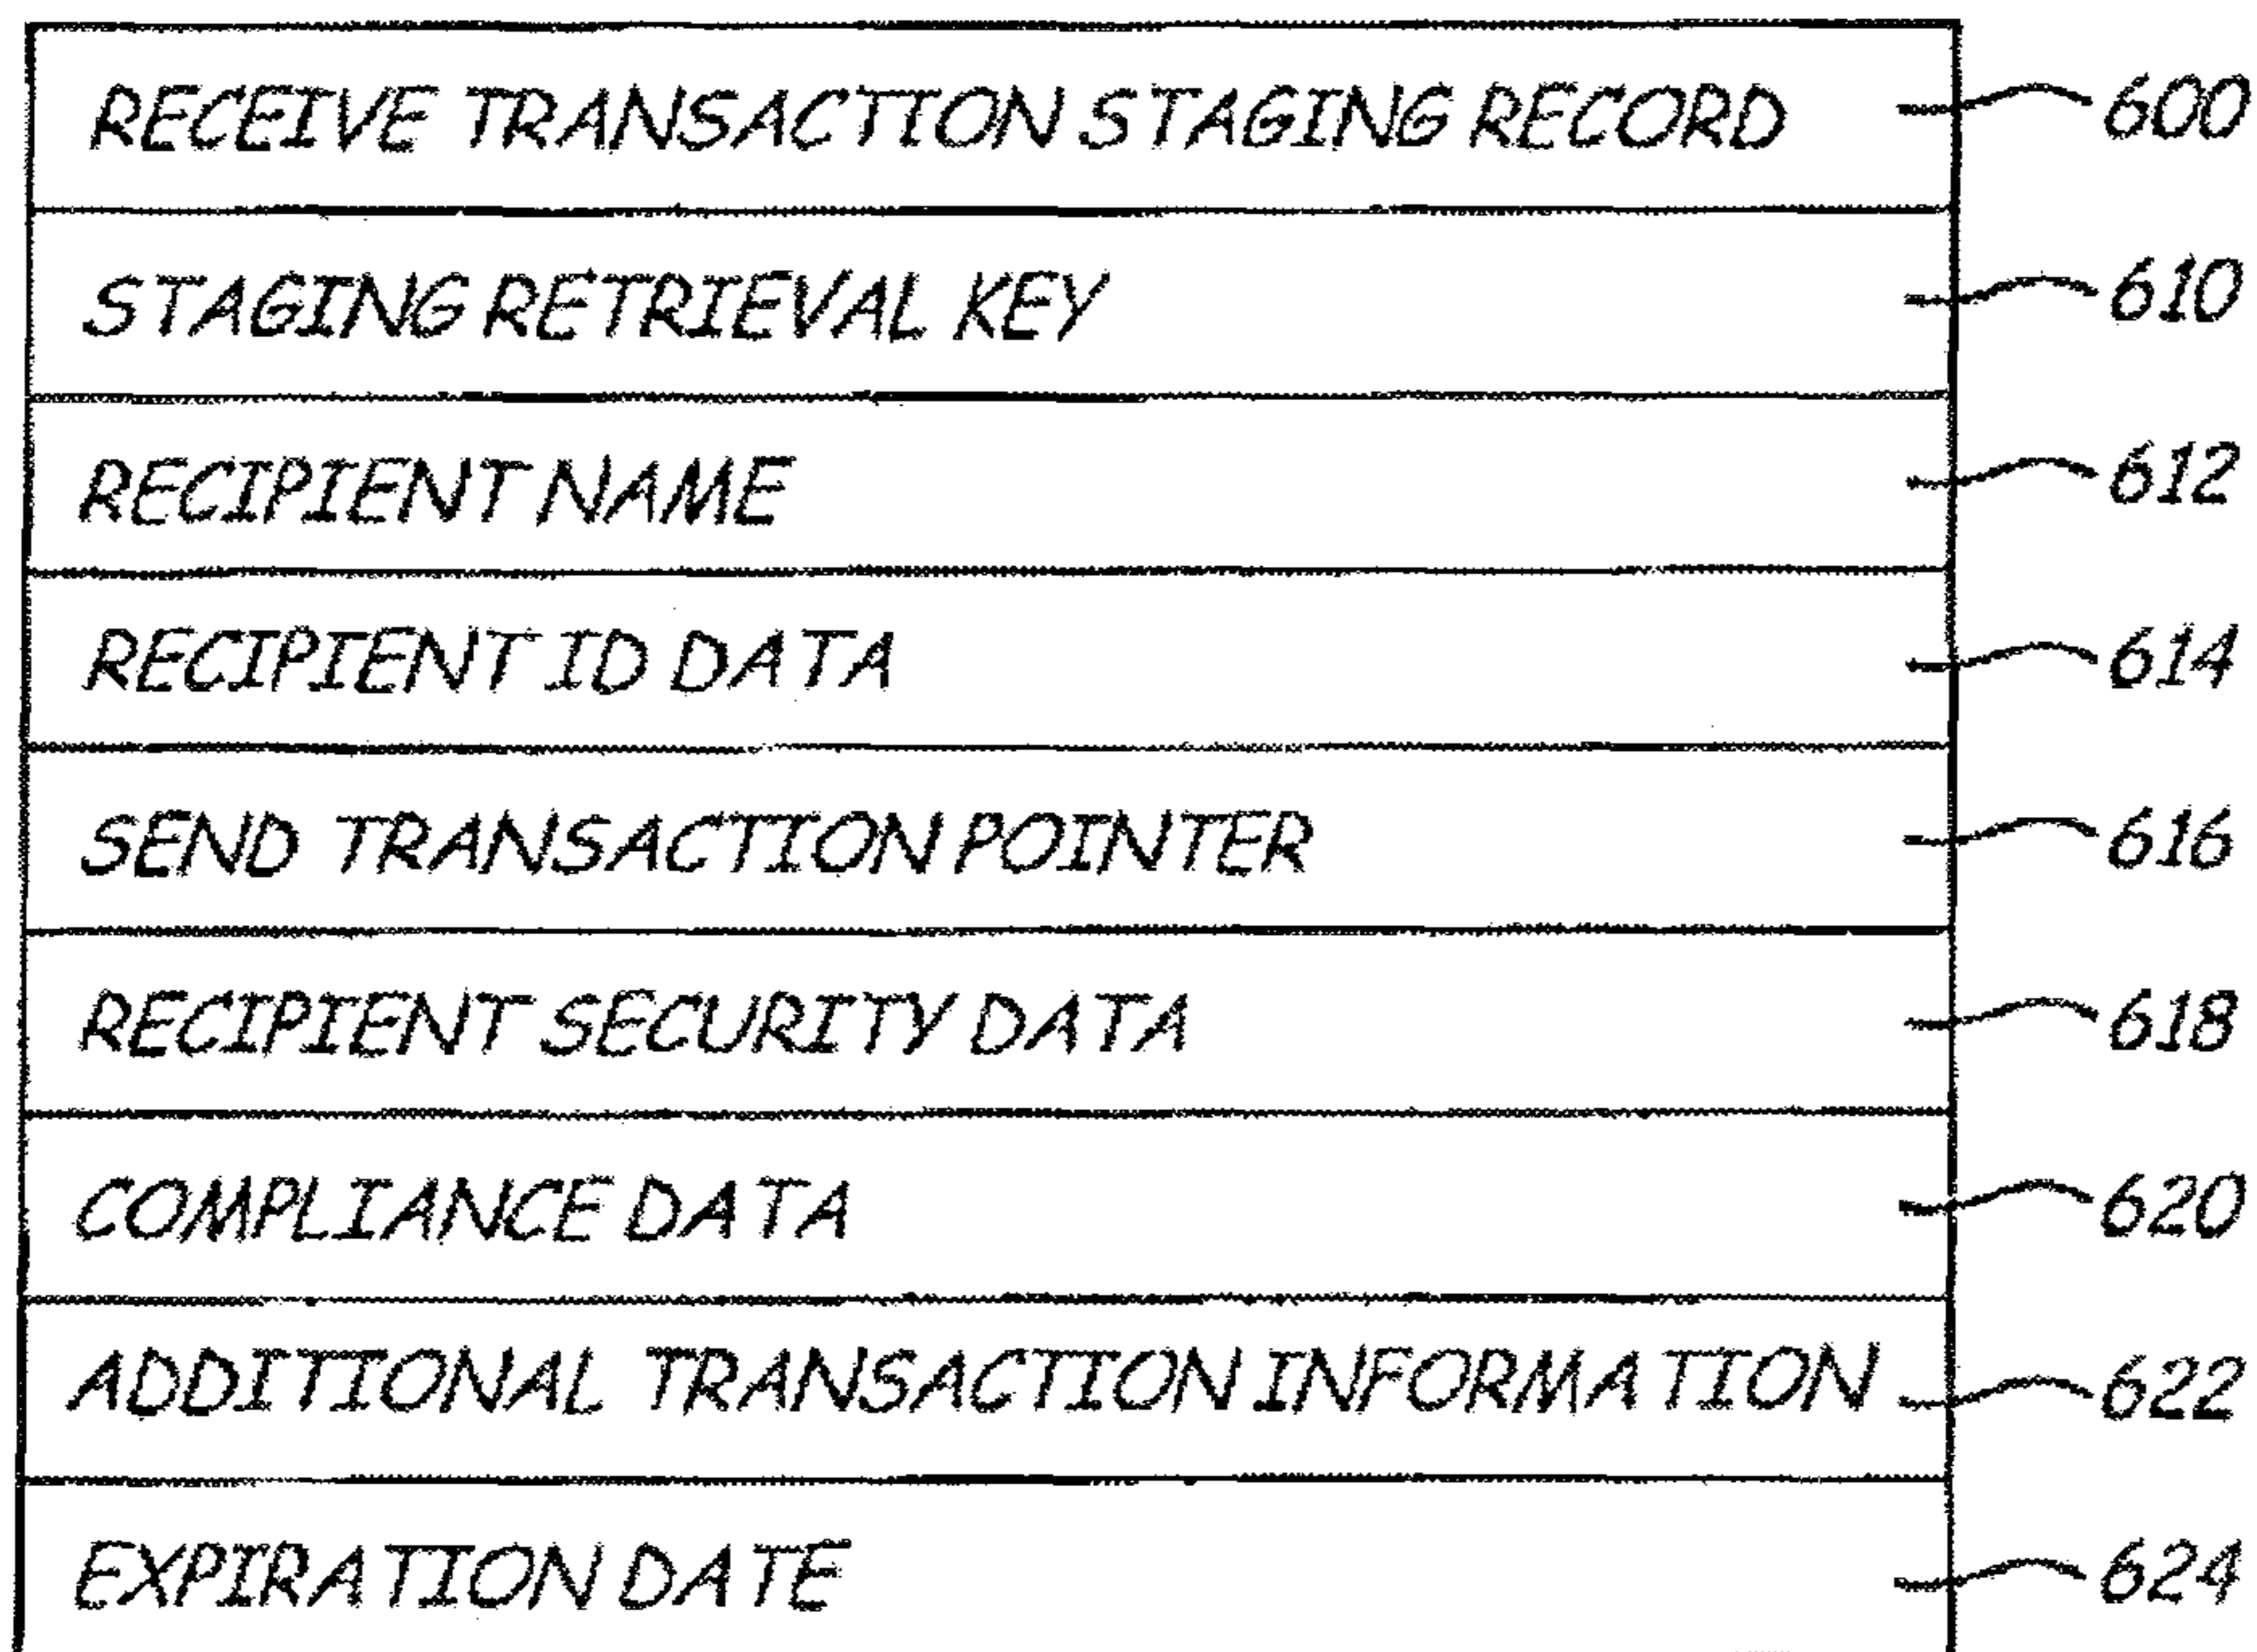 RECEIVE TRANSACTION STAGING RECORD 600
STAGING RETRIEVAL KEY 610
RECIPIENT NAME 612
RECIPIENT ID DATA 614
SEND TRANSACTION POINTER 616
RECIPIENT SECURITY DATA 618
COMPLIANCE DATA 620
ADDITIONAL TRANSACTION INFORMATION 622
EXPIRATION DATE 624